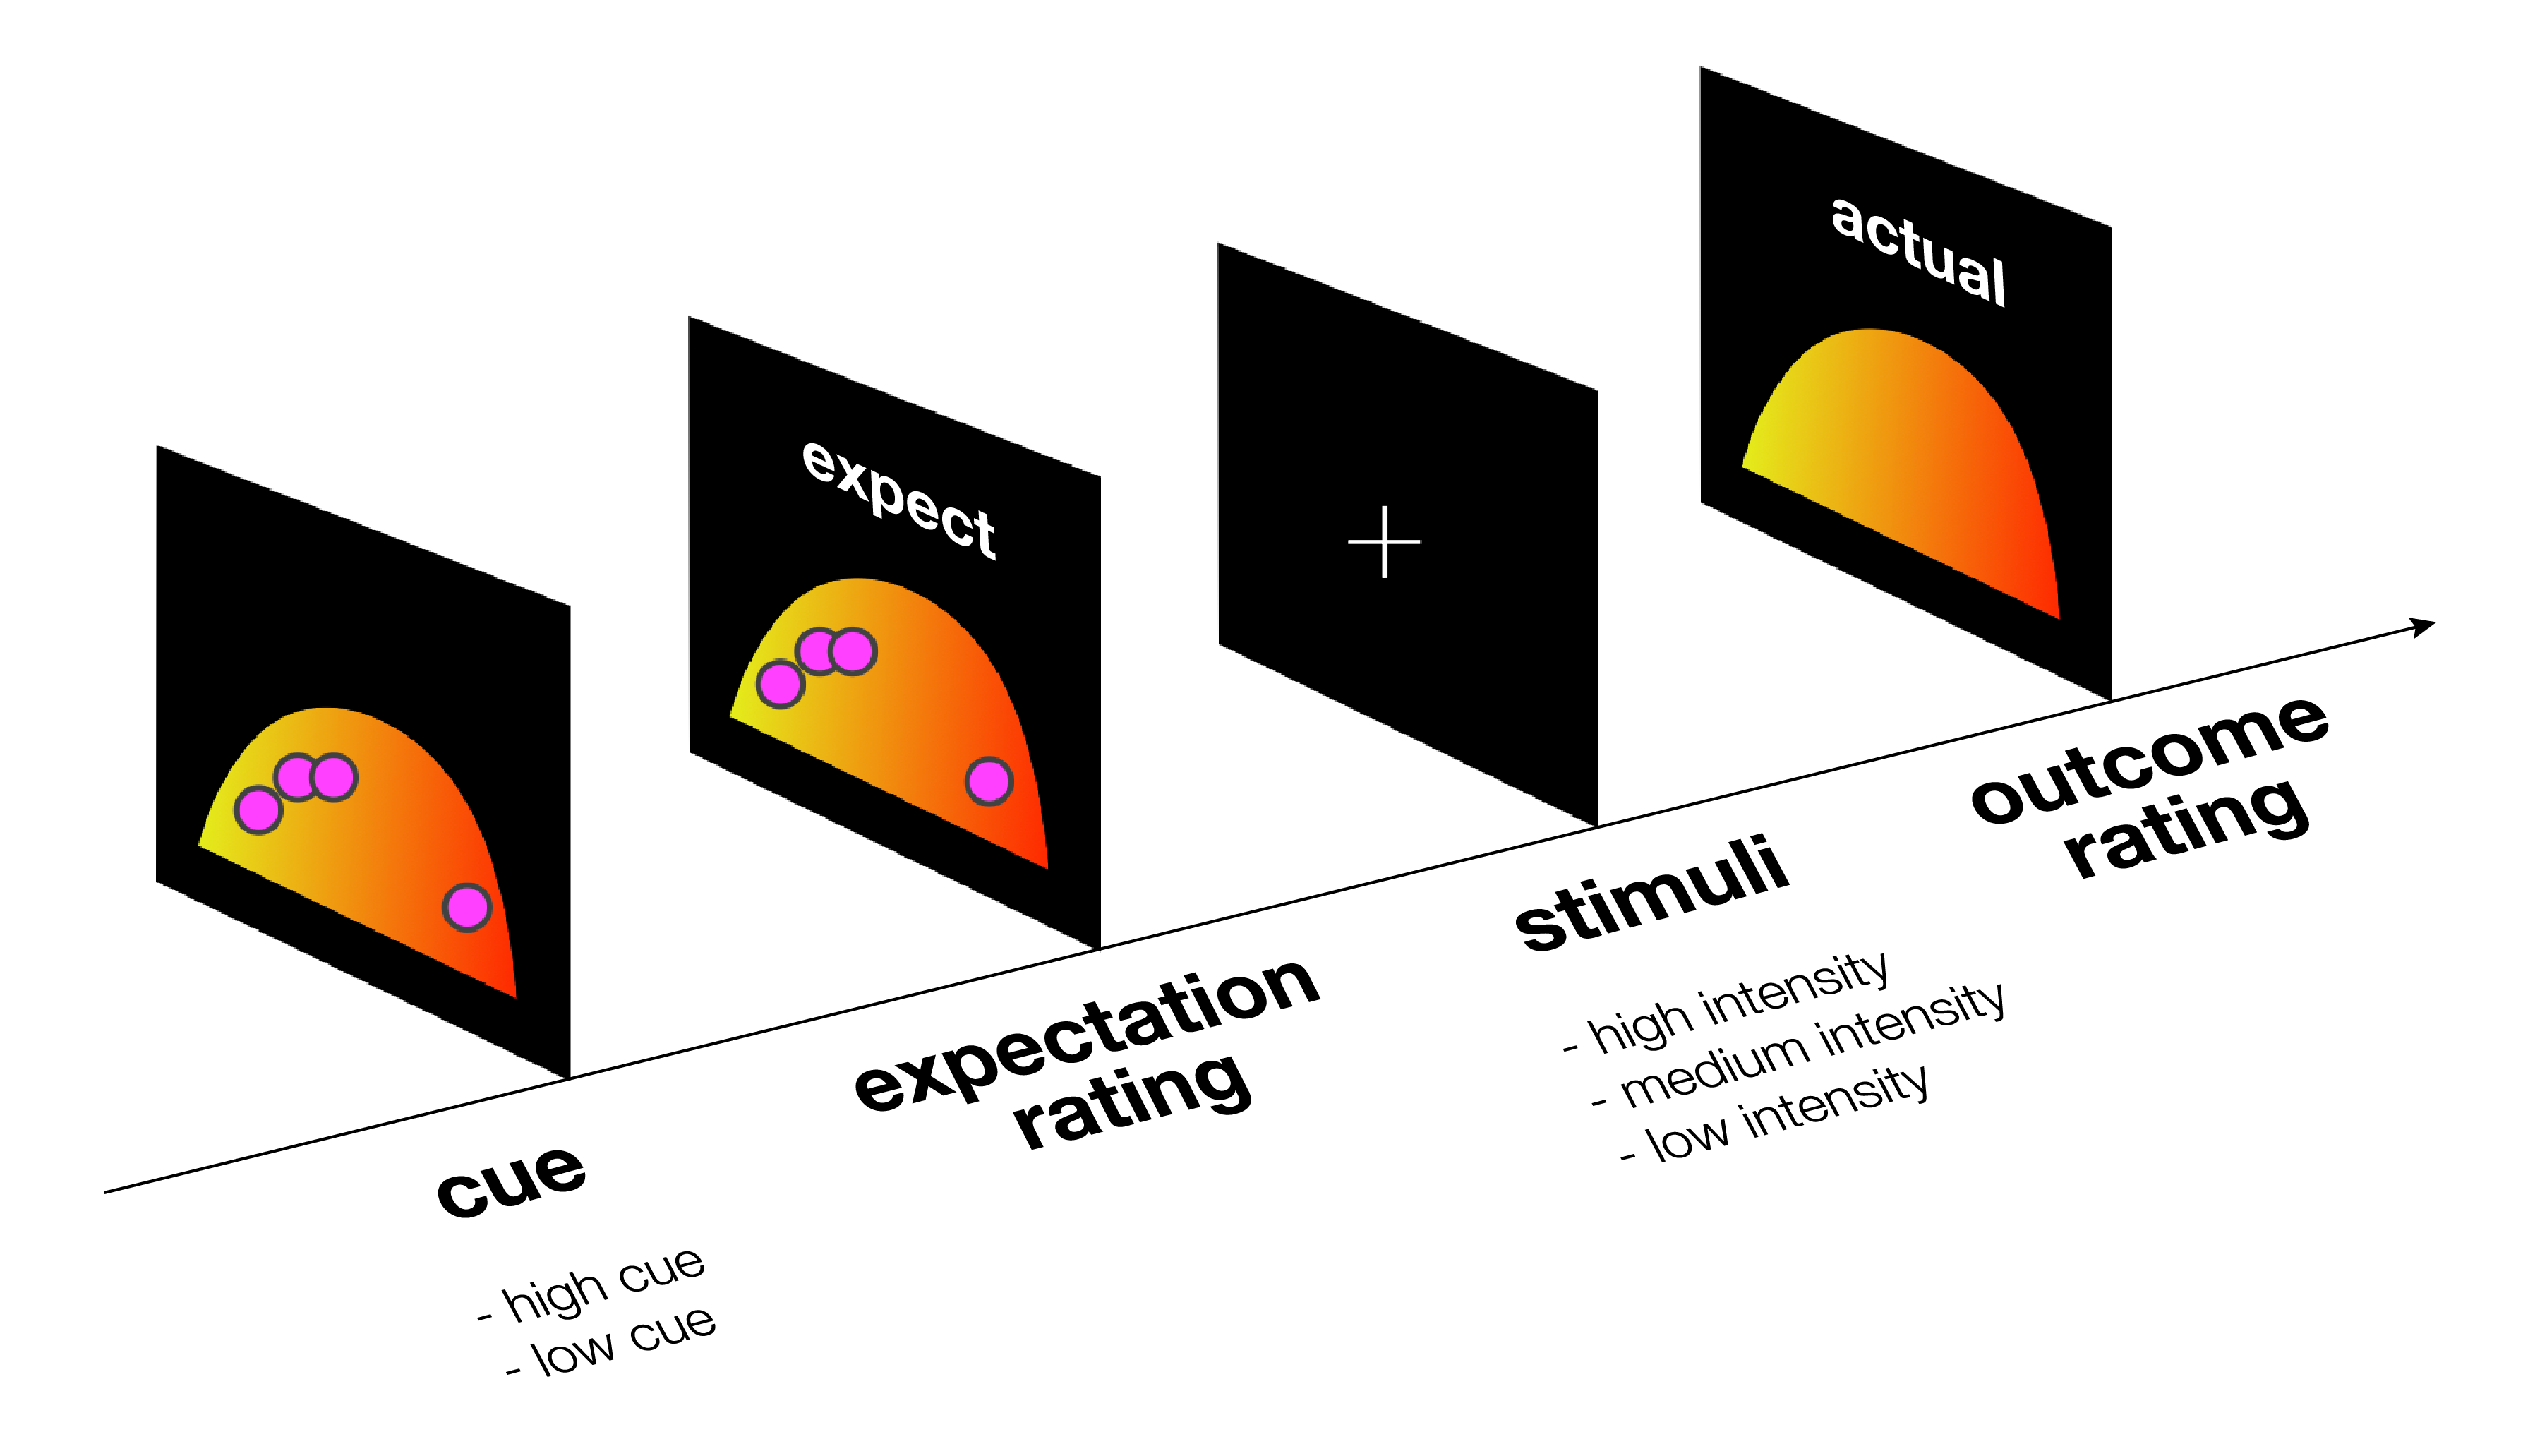 expect
actual
cue
- high cue
- low cue
expectation
rating
stimuli
- high intensity
- medium intensity
- low intensity
outcome
rating